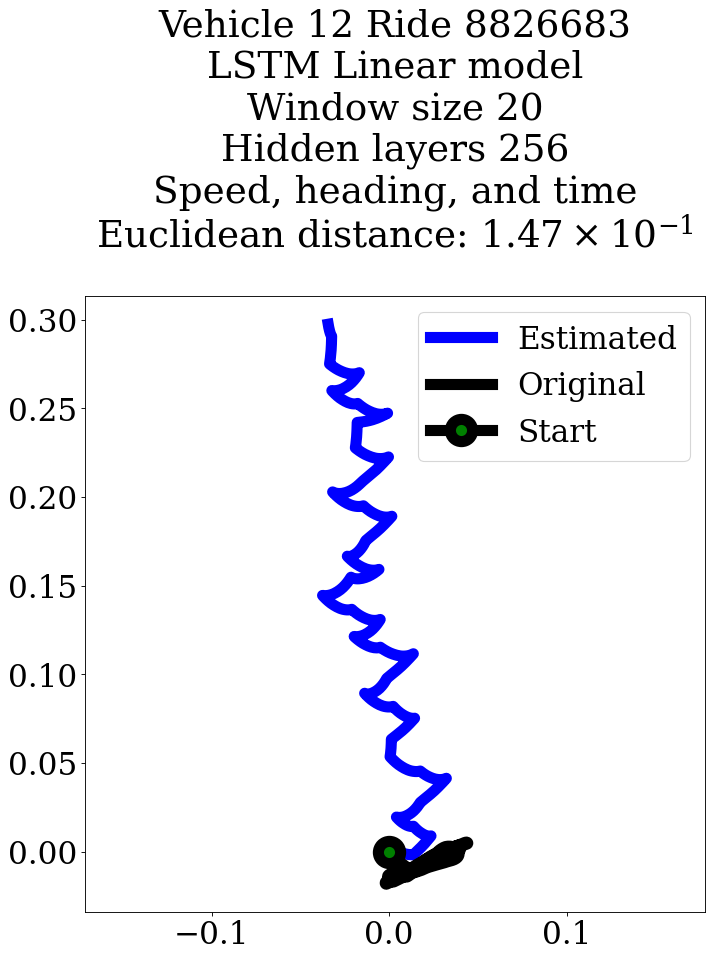 Vehicle 12 Ride 8826683
LSTM Linear model
Window size 20
Hidden layers 256
Speed, heading, and time
Euclidean distance: 1.47 × 10⁻¹
Estimated
Original
Start
0.30
0.25
0.20
0.15
0.10
0.05
0.00
−0.1
0.0
0.1